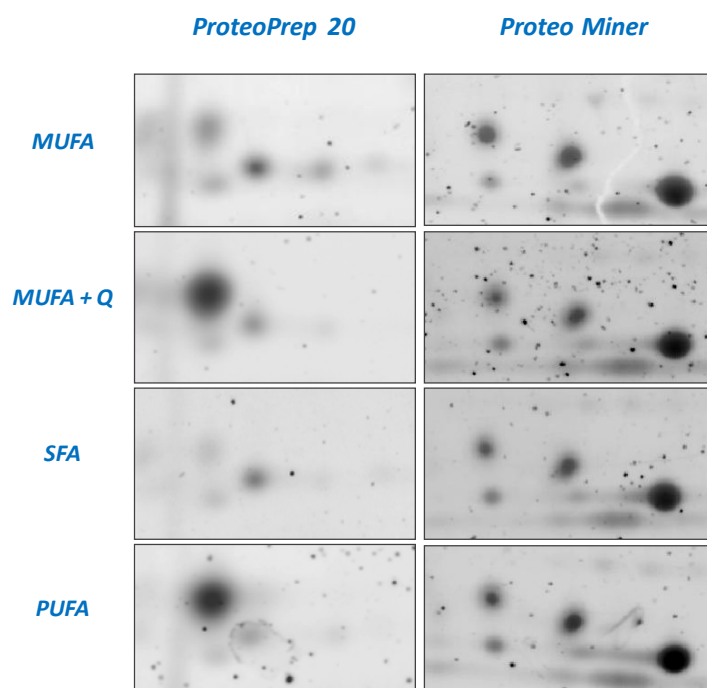 ProteoPrep 20 Proteo Miner
MUFA
MUFA + Q
SFA
PUFA